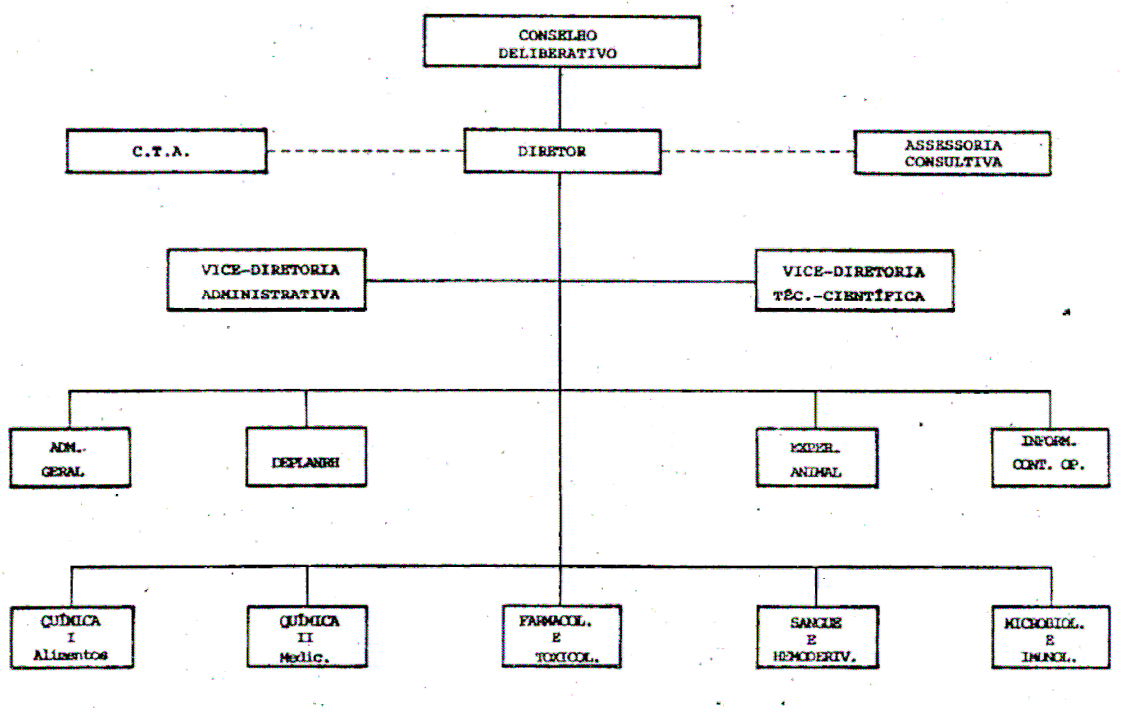 CONSELHO
DELIBERATIVO
C.T.A.
DIRETOR
ASSESSORIA
CONSULTIVA
VICE-DIRETORIA
ADMINISTRATIVA
VICE-DIRETORIA
TÉC.-CIENTÍFICA
ADM.
GERAL
DEPLANRH
EXPER.
ANIMAL
INFORM.
CONT. OP.
QUÍMICA
I
Alimentos
QUÍMICA
II
Medic.
FARMACOL.
E
TOXICOL.
SANGUE
E
HEMODERIV.
MICROBIOL.
E
IMUNOL.